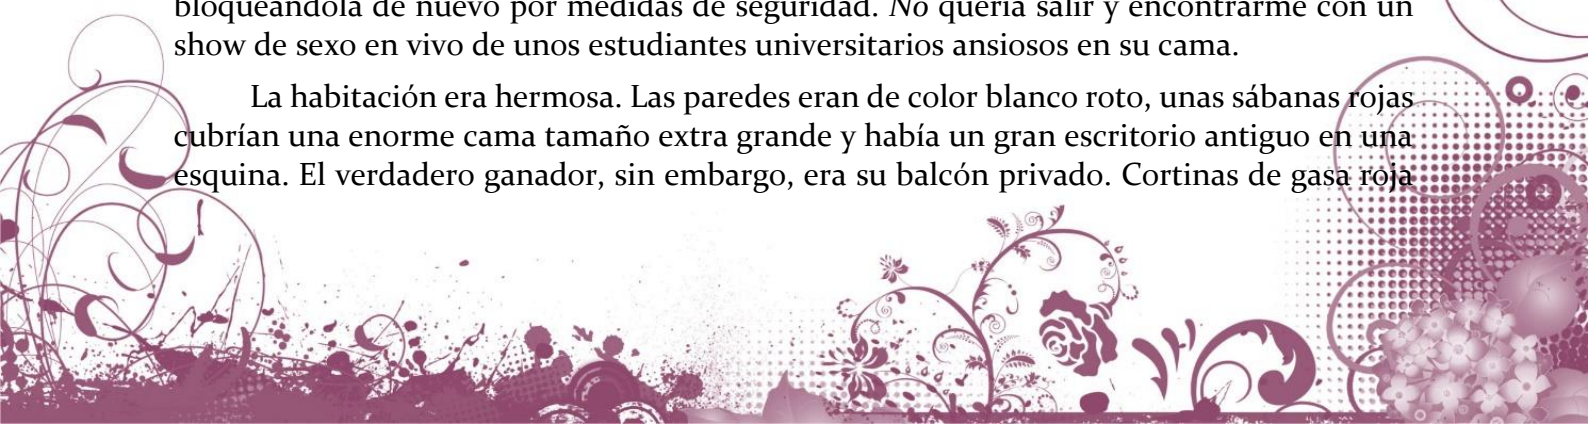 bloqueándola de nuevo por medidas de seguridad. No quería salir y encontrarme con un
show de sexo en vivo de unos estudiantes universitarios ansiosos en su cama.
La habitación era hermosa. Las paredes eran de color blanco roto, unas sábanas rojas
cubrían una enorme cama tamaño extra grande y había un gran escritorio antiguo en una
esquina. El verdadero ganador, sin embargo, era su balcón privado. Cortinas de gasa roja